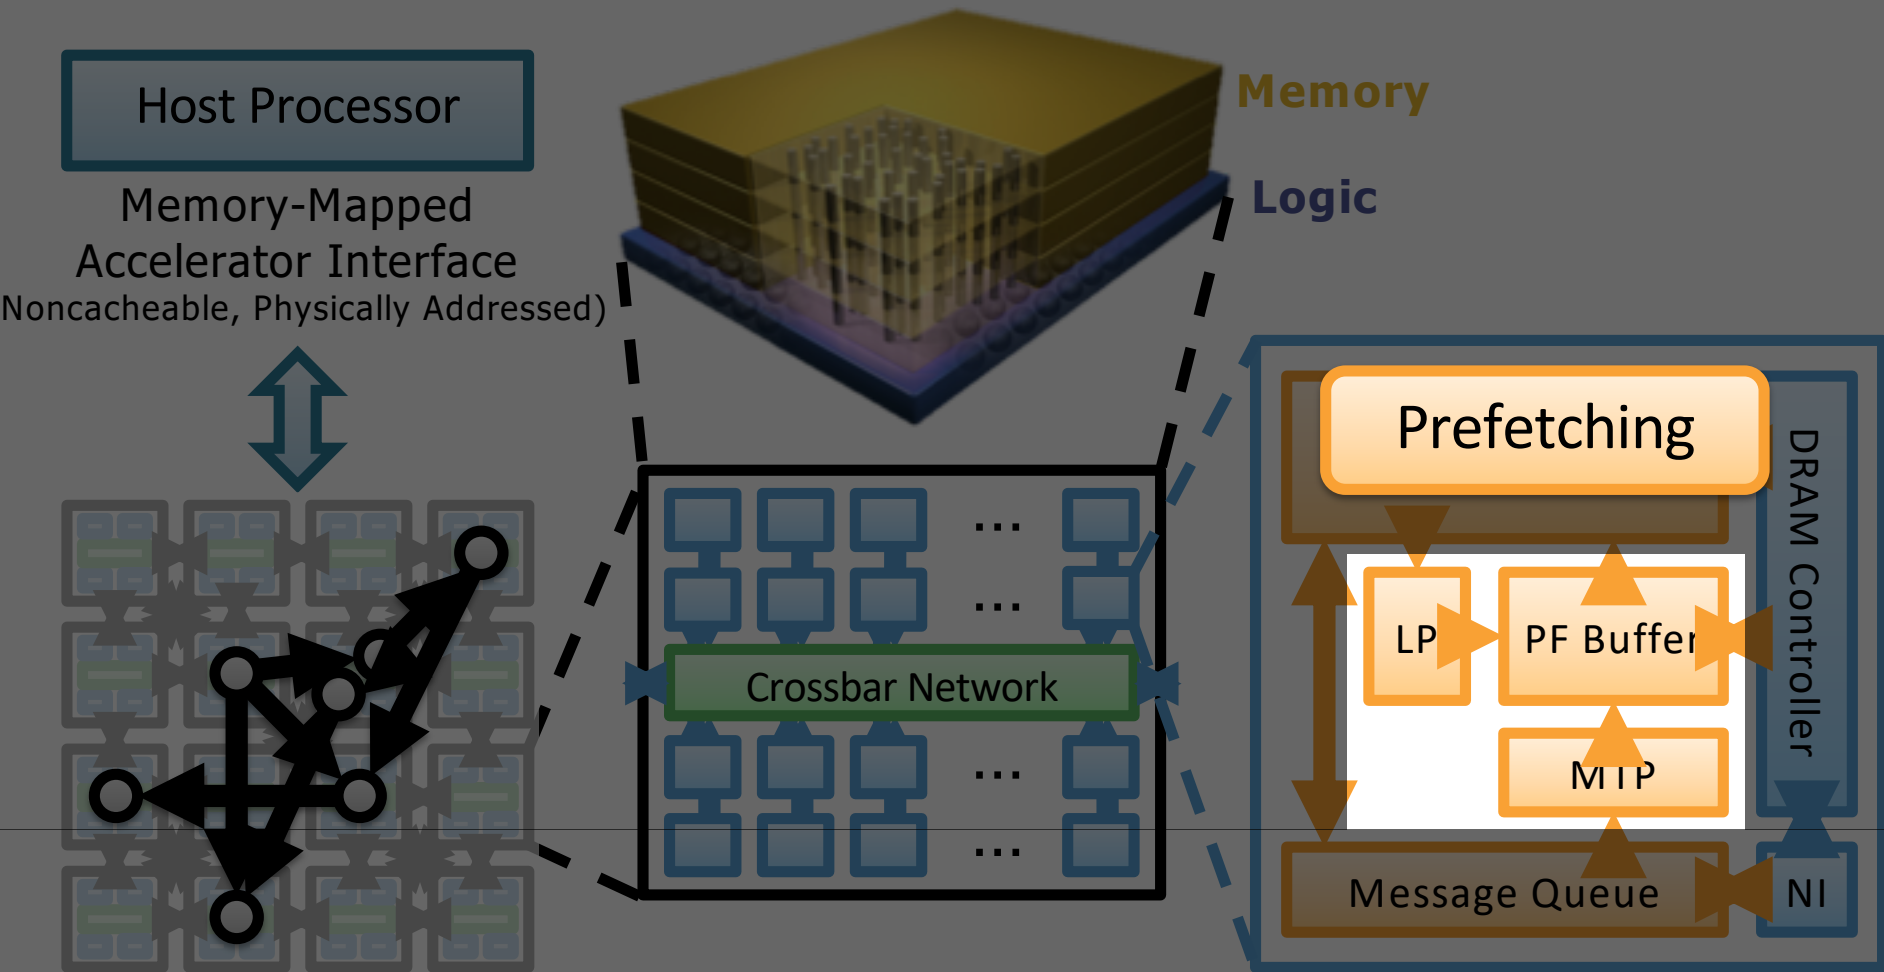 Host Processor
Memory-Mapped
Accelerator Interface
Noncacheable, Physically Addressed)
Memory
Logic
...
...
Crossbar Network
...
...
Prefetching
DRAM Controller
LP
PF Buffer
MTP
Message Queue
NI